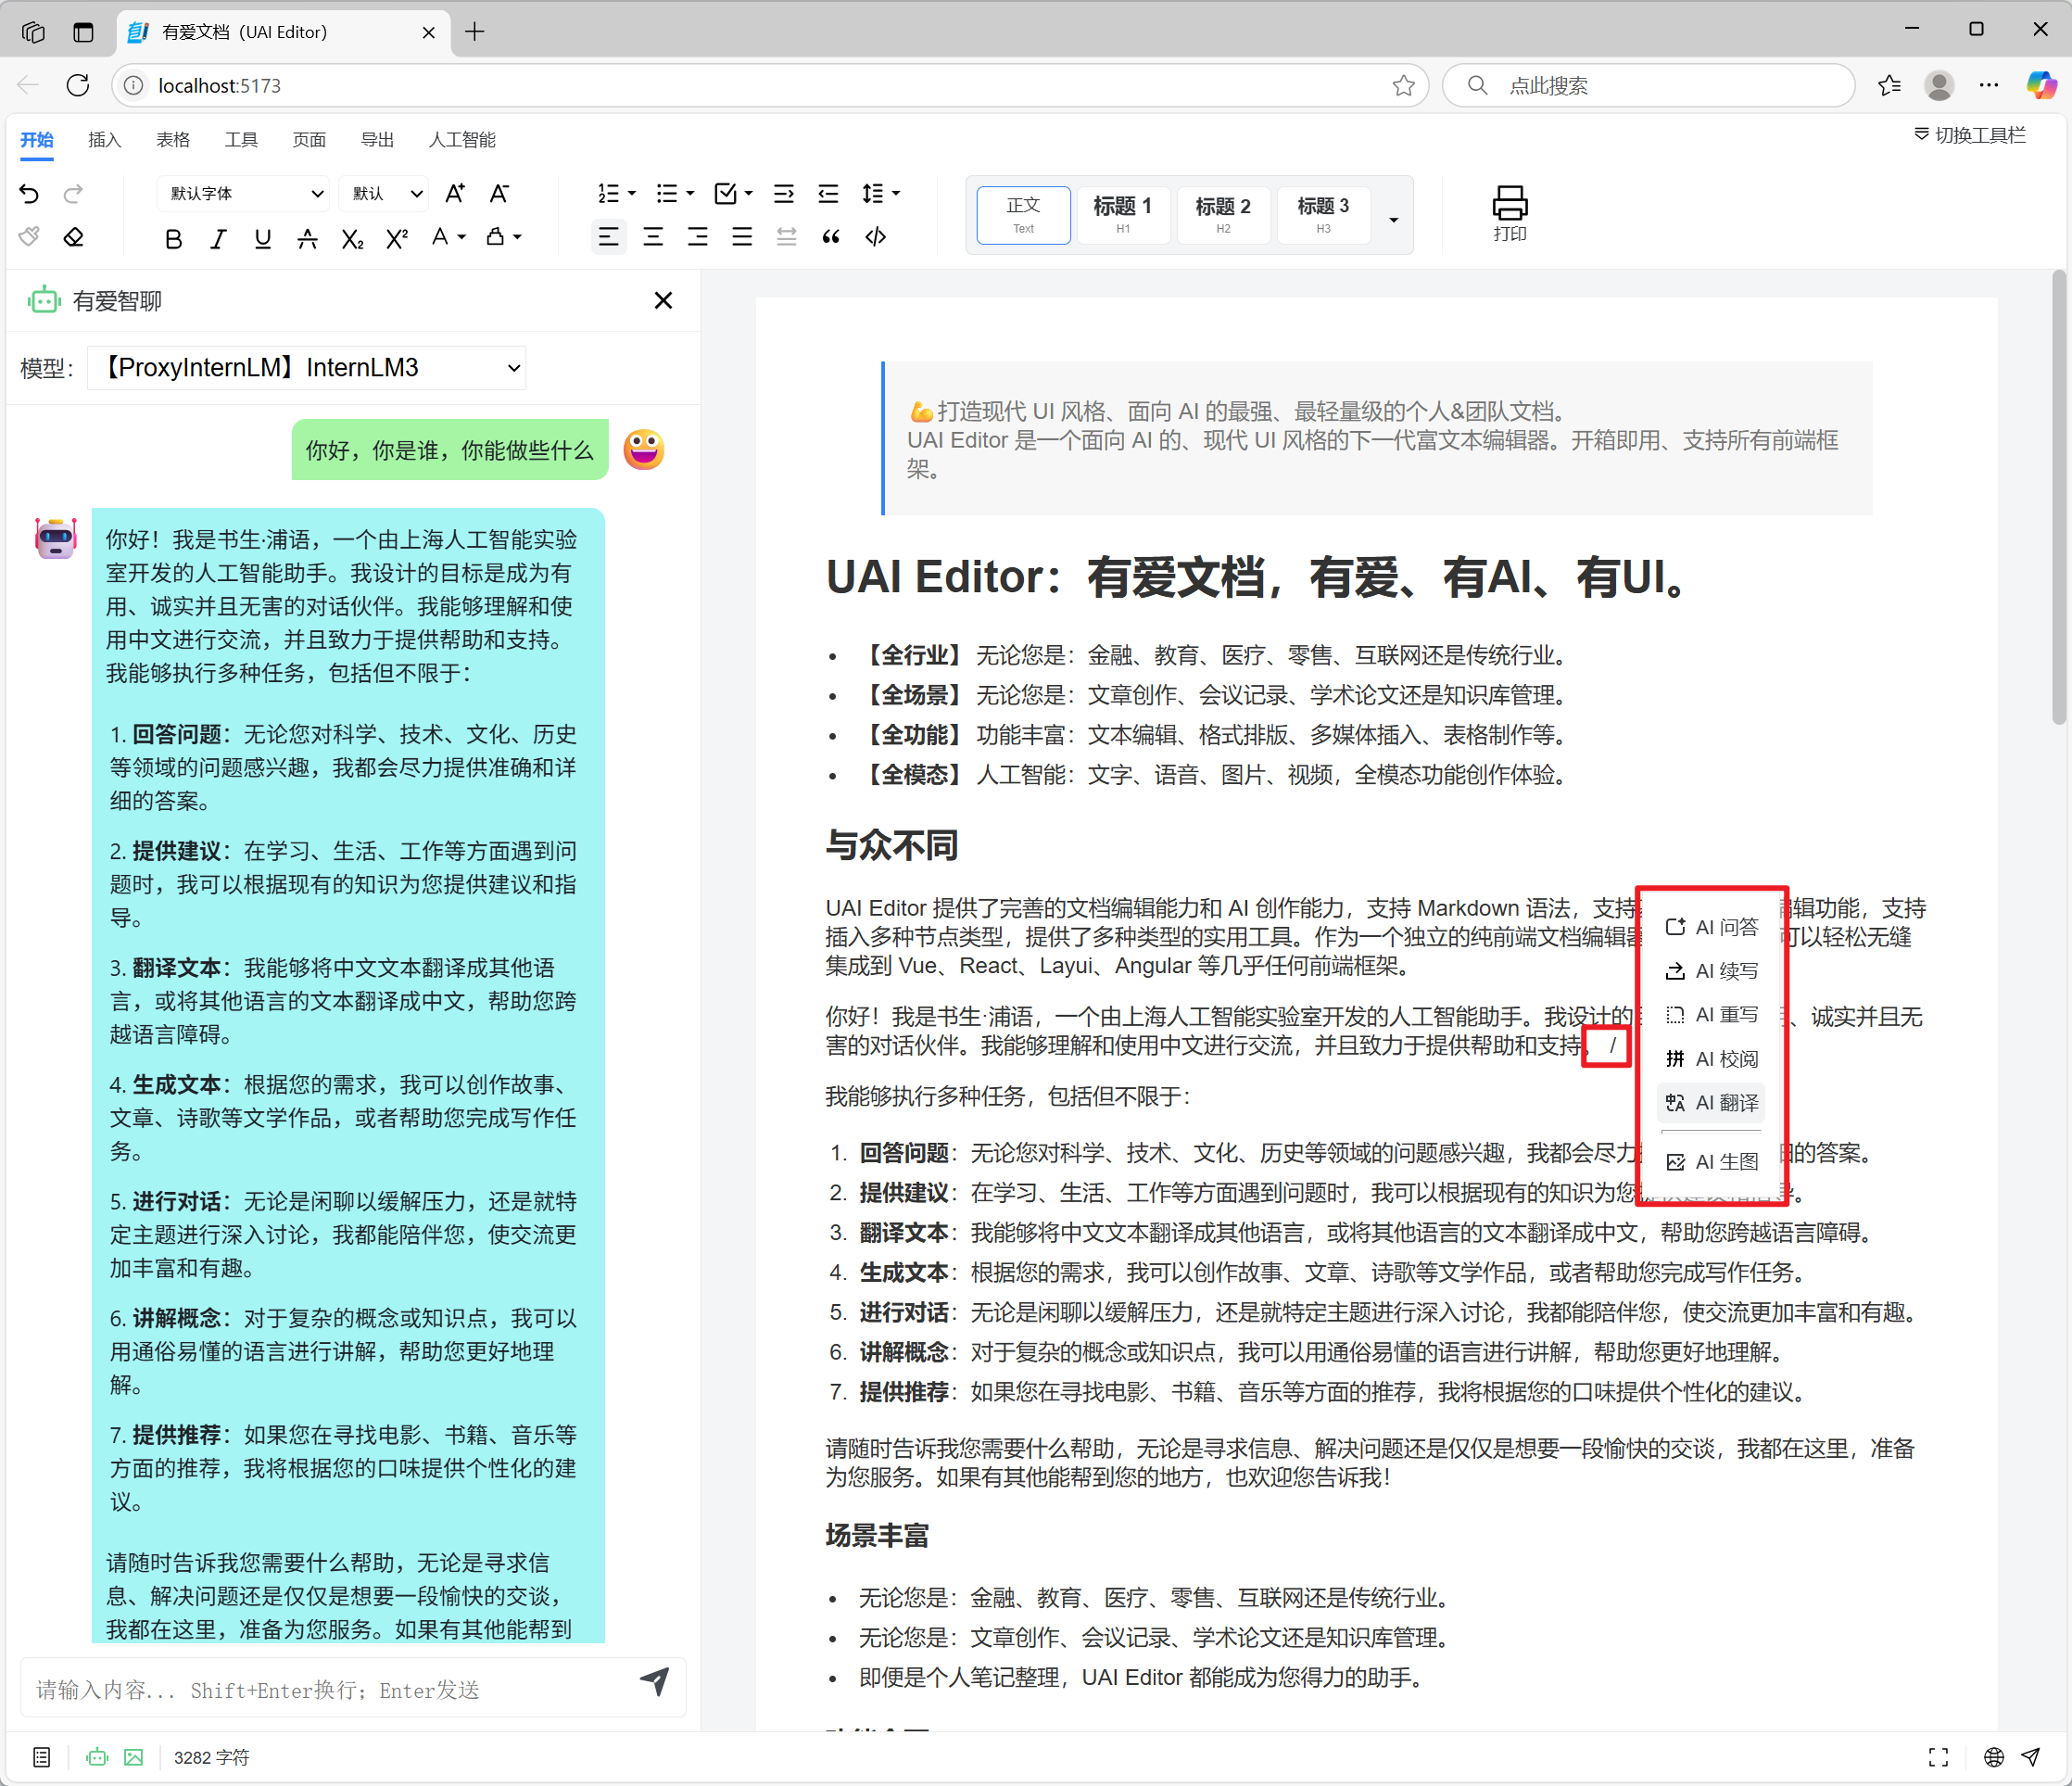 有爱文档（UAI Editor）
localhost:5173
点此搜索
开始 插入 表格 工具 页面 导出 人工智能
切换工具栏
默认字体 默认
正文 Text
标题 1 H1
标题 2 H2
标题 3 H3
打印
有爱智聊
模型：
【ProxyInternLM】InternLM3
你好，你是谁，你能做些什么
你好！我是书生·浦语，一个由上海人工智能实验
室开发的人工智能助手。我设计的目标是成为有
用、诚实并且无害的对话伙伴。我能够理解和使
用中文进行交流，并且致力于提供帮助和支持。
我能够执行多种任务，包括但不限于：
1. 回答问题：无论您对科学、技术、文化、历史
等领域的问题感兴趣，我都会尽力提供准确和详
细的答案。
2. 提供建议：在学习、生活、工作等方面遇到问
题时，我可以根据现有的知识为您提供建议和指
导。
3. 翻译文本：我能够将中文文本翻译成其他语
言，或将其他语言的文本翻译成中文，帮助您跨
越语言障碍。
4. 生成文本：根据您的需求，我可以创作故事、
文章、诗歌等文学作品，或者帮助您完成写作任
务。
5. 进行对话：无论是闲聊以缓解压力，还是就特
定主题进行深入讨论，我都能陪伴您，使交流更
加丰富和有趣。
6. 讲解概念：对于复杂的概念或知识点，我可以
用通俗易懂的语言进行讲解，帮助您更好地理
解。
7. 提供推荐：如果您在寻找电影、书籍、音乐等
方面的推荐，我将根据您的口味提供个性化的建
议。
请随时告诉我您需要什么帮助，无论是寻求信
息、解决问题还是仅仅是想要一段愉快的交谈，
我都在这里，准备为您服务。如果有其他能帮到
请输入内容... Shift+Enter换行；Enter发送
3282 字符
💪打造现代 UI 风格、面向 AI 的最强、最轻量级的个人&团队文档。
UAI Editor 是一个面向 AI 的、现代 UI 风格的下一代富文本编辑器。开箱即用、支持所有前端框
架。
UAI Editor：有爱文档，有爱、有AI、有UI。
• 【全行业】 无论您是：金融、教育、医疗、零售、互联网还是传统行业。
• 【全场景】 无论您是：文章创作、会议记录、学术论文还是知识库管理。
• 【全功能】 功能丰富：文本编辑、格式排版、多媒体插入、表格制作等。
• 【全模态】 人工智能：文字、语音、图片、视频，全模态功能创作体验。
与众不同
UAI Editor 提供了完善的文档编辑能力和 AI 创作能力，支持 Markdown 语法，支持 编辑功能，支持
插入多种节点类型，提供了多种类型的实用工具。作为一个独立的纯前端文档编辑器 可以轻松无缝
集成到 Vue、React、Layui、Angular 等几乎任何前端框架。
你好！我是书生·浦语，一个由上海人工智能实验室开发的人工智能助手。我设计的 、诚实并且无
害的对话伙伴。我能够理解和使用中文进行交流，并且致力于提供帮助和支持。 /
我能够执行多种任务，包括但不限于：
1. 回答问题：无论您对科学、技术、文化、历史等领域的问题感兴趣，我都会尽力 的答案。
2. 提供建议：在学习、生活、工作等方面遇到问题时，我可以根据现有的知识为您
3. 翻译文本：我能够将中文文本翻译成其他语言，或将其他语言的文本翻译成中文，帮助您跨越语言障碍。
4. 生成文本：根据您的需求，我可以创作故事、文章、诗歌等文学作品，或者帮助您完成写作任务。
5. 进行对话：无论是闲聊以缓解压力，还是就特定主题进行深入讨论，我都能陪伴您，使交流更加丰富和有趣。
6. 讲解概念：对于复杂的概念或知识点，我可以用通俗易懂的语言进行讲解，帮助您更好地理解。
7. 提供推荐：如果您在寻找电影、书籍、音乐等方面的推荐，我将根据您的口味提供个性化的建议。
请随时告诉我您需要什么帮助，无论是寻求信息、解决问题还是仅仅是想要一段愉快的交谈，我都在这里，准备
为您服务。如果有其他能帮到您的地方，也欢迎您告诉我！
场景丰富
• 无论您是：金融、教育、医疗、零售、互联网还是传统行业。
• 无论您是：文章创作、会议记录、学术论文还是知识库管理。
• 即便是个人笔记整理，UAI Editor 都能成为您得力的助手。
AI 问答
AI 续写
AI 重写
AI 校阅
AI 翻译
AI 生图